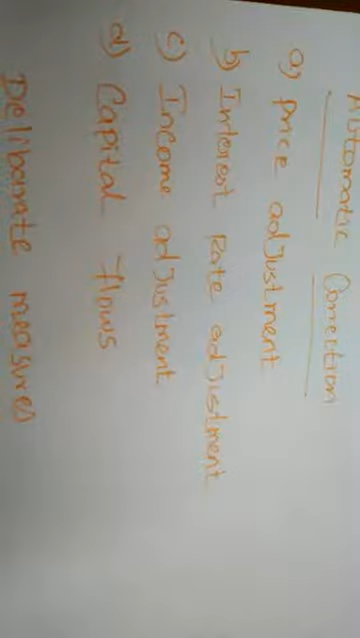 Automatic Correction
a) Price adjustment
b) Interest Rate adjustment
c) Income adjustment
d) Capital flows
Deliberate measures